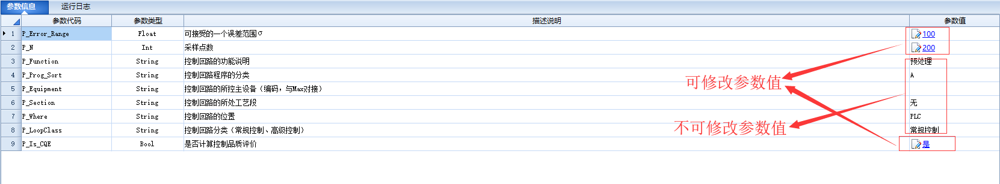 参数信息 运行日志
参数代码 参数类型 描述说明 参数值
1 P_Error_Range Float 可接受的一个误差范围σ 100
2 P_N Int 采样点数 200
3 P_Function String 控制回路的功能说明 预处理
4 P_Prog_Sort String 控制回路程序的分类 A
5 P_Equipment String 控制回路的所控主设备（编码，与Max对接）
6 P_Section String 控制回路的所处工艺段 无
7 P_Where String 控制回路的位置 PLC
8 P_LoopClass String 控制回路分类（常规控制、高级控制） 常规控制
9 P_Is_CQE Bool 是否计算控制品质评价 是
可修改参数值
不可修改参数值